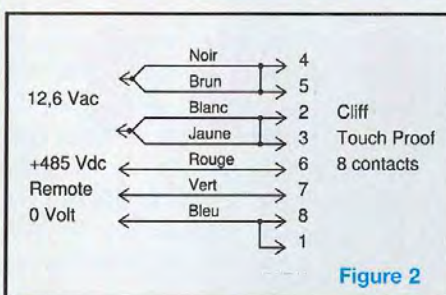 Noir 4
12,6 Vac Brun 5
Blanc 2 Cliff
Jaune 3 Touch Proof
+485 Vdc Rouge 6 8 contacts
Remote Vert 7
0 Volt Bleu 8
1
Figure 2